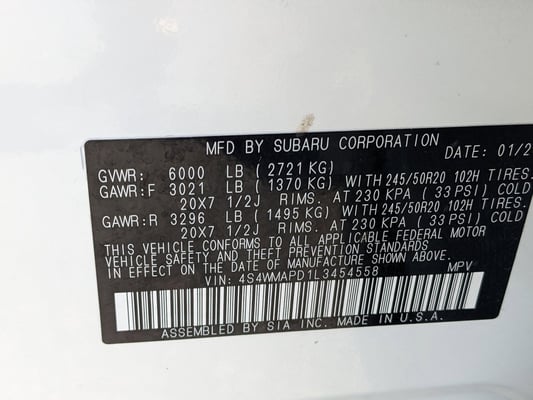 MFD BY SUBARU CORPORATION
DATE: 01/2
GVWR: 6000 LB (2721 KG)
GAWR:F 3021 LB (1370 KG) WITH 245/50R20 102H TIRES.
20X7 1/2J RIMS. AT 230 KPA (33 PSI) COLD
GAWR:R 3296 LB (1495 KG) WITH 245/50R20 102H TIRES.
20X7 1/2J RIMS. AT 230 KPA (33 PSI) COLD
THIS VEHICLE CONFORMS TO ALL APPLICABLE FEDERAL MOTOR
VEHICLE SAFETY AND THEFT PREVENTION STANDARDS
IN EFFECT ON THE DATE OF MANUFACTURE SHOWN ABOVE.
VIN: 4S4WMAPD1L3454558 MPV
ASSEMBLED BY SIA INC. MADE IN U.S.A.